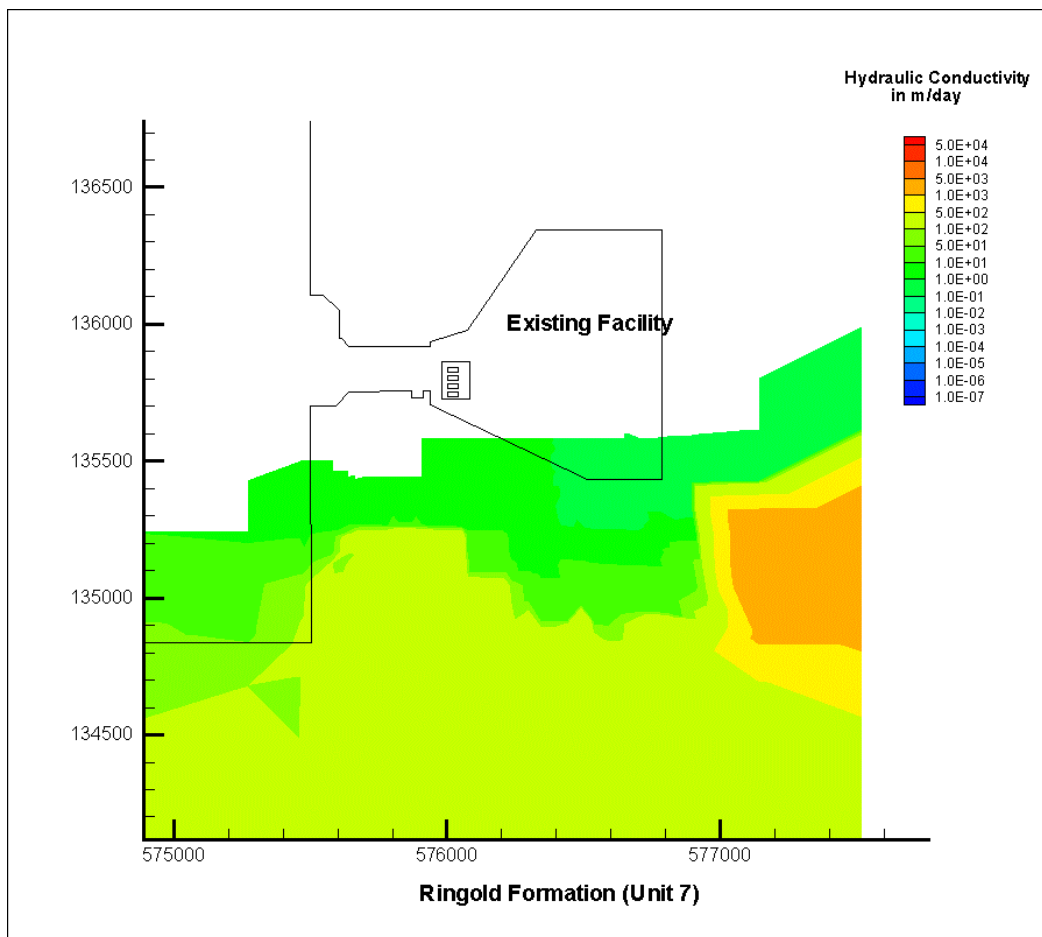 Hydraulic Conductivity
in m/day
5.0E+04
1.0E+04
5.0E+03
1.0E+03
5.0E+02
1.0E+02
5.0E+01
1.0E+01
1.0E+00
1.0E-01
1.0E-02
1.0E-03
1.0E-04
1.0E-05
1.0E-06
1.0E-07
136500
136000
135500
135000
134500
Existing Facility
575000
576000
577000
Ringold Formation (Unit 7)